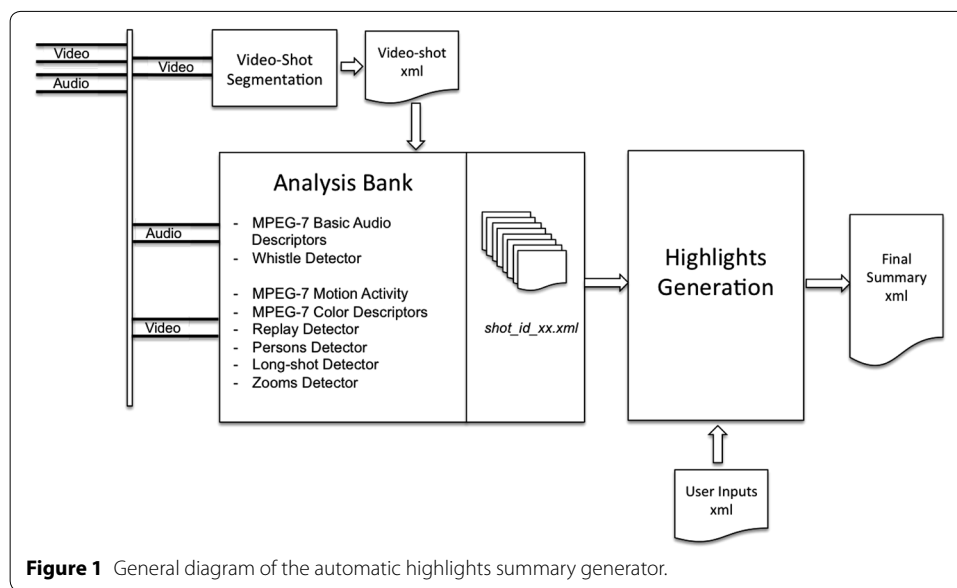 Video
Audio
Video
Video-Shot
Segmentation
Video-shot
xml
Analysis Bank
- MPEG-7 Basic Audio
Descriptors
- Whistle Detector
- MPEG-7 Motion Activity
- MPEG-7 Color Descriptors
- Replay Detector
- Persons Detector
- Long-shot Detector
- Zooms Detector
Audio
Video
shot_id_xx.xml
Highlights
Generation
Final
Summary
xml
User Inputs
xml
Figure 1 General diagram of the automatic highlights summary generator.